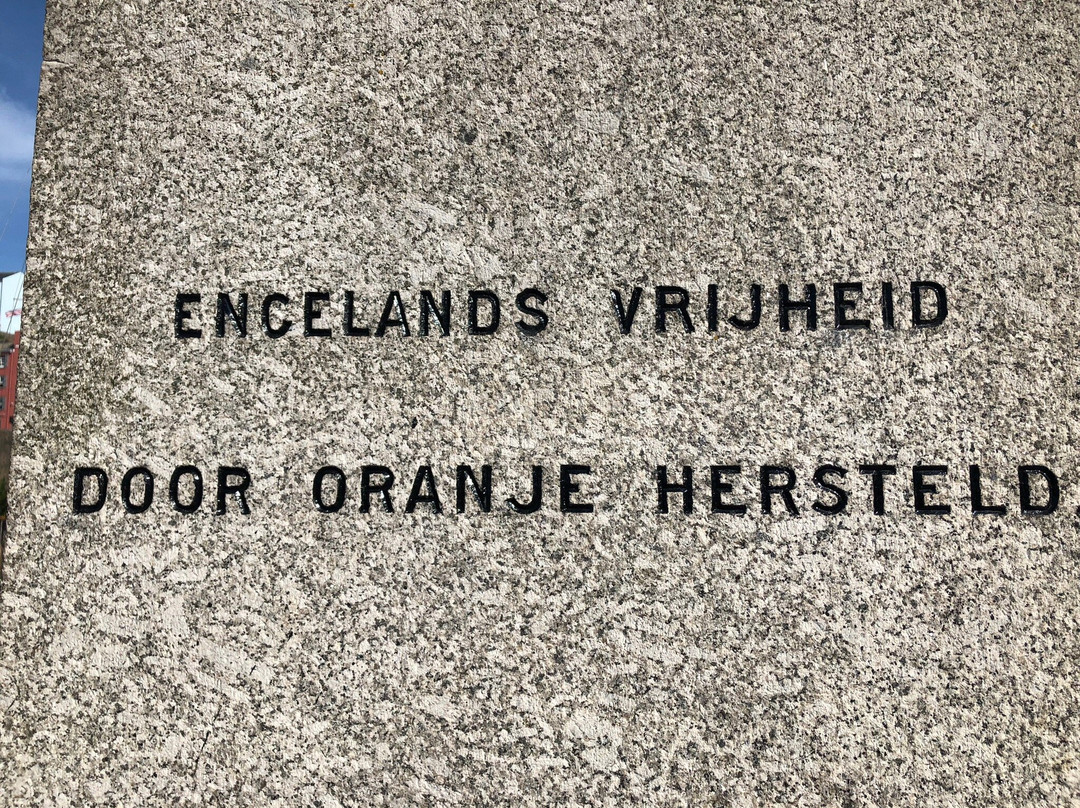 ENCELANDS VRIJHEID
DOOR ORANJE HERSTELD.